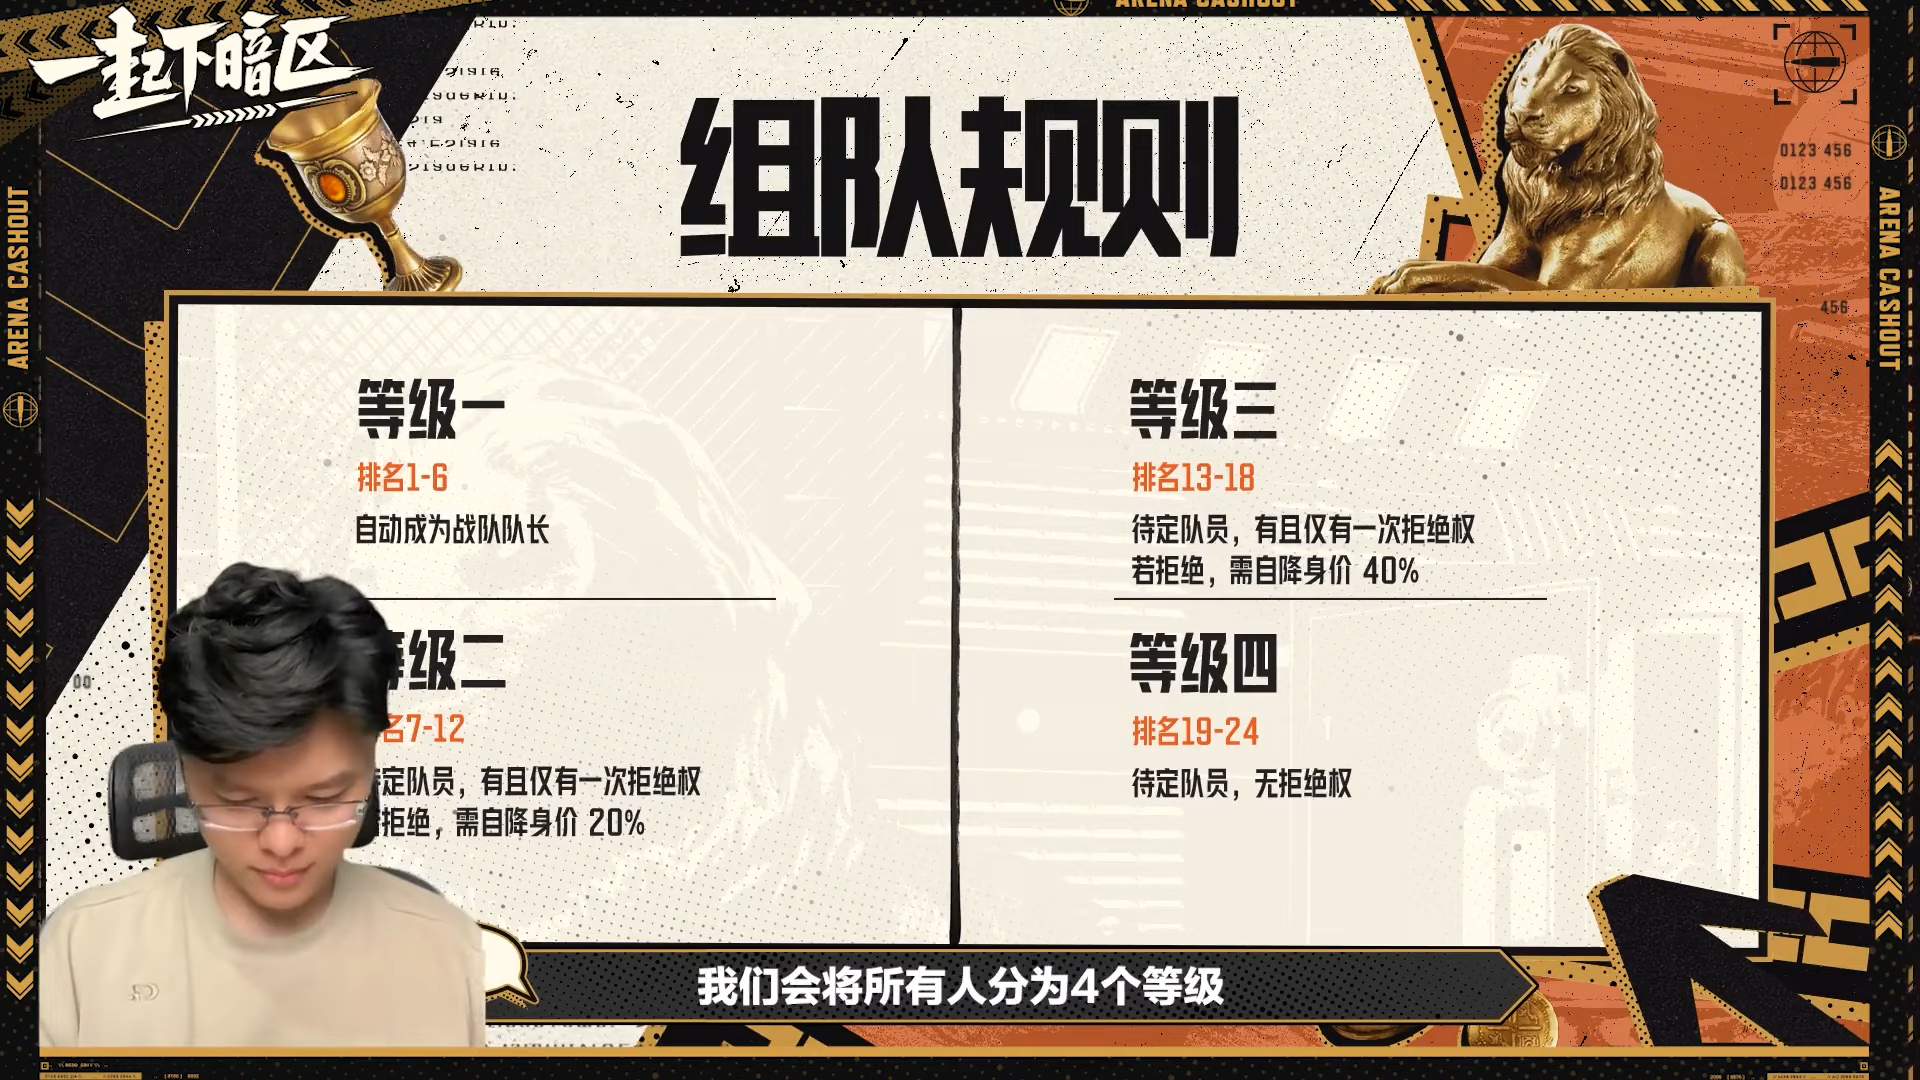 ARENA CASHOUT
一起下暗区
组队规则
0123 456
0123 456
456
ARENA CASHOUT
ARENA CASHOUT
等级一
排名1-6
自动成为战队队长
等级二
名7-12
定队员，有且仅有一次拒绝权
拒绝，需自降身价 20%
等级三
排名13-18
待定队员，有且仅有一次拒绝权
若拒绝，需自降身价 40%
等级四
排名19-24
待定队员，无拒绝权
00
我们会将所有人分为4个等级